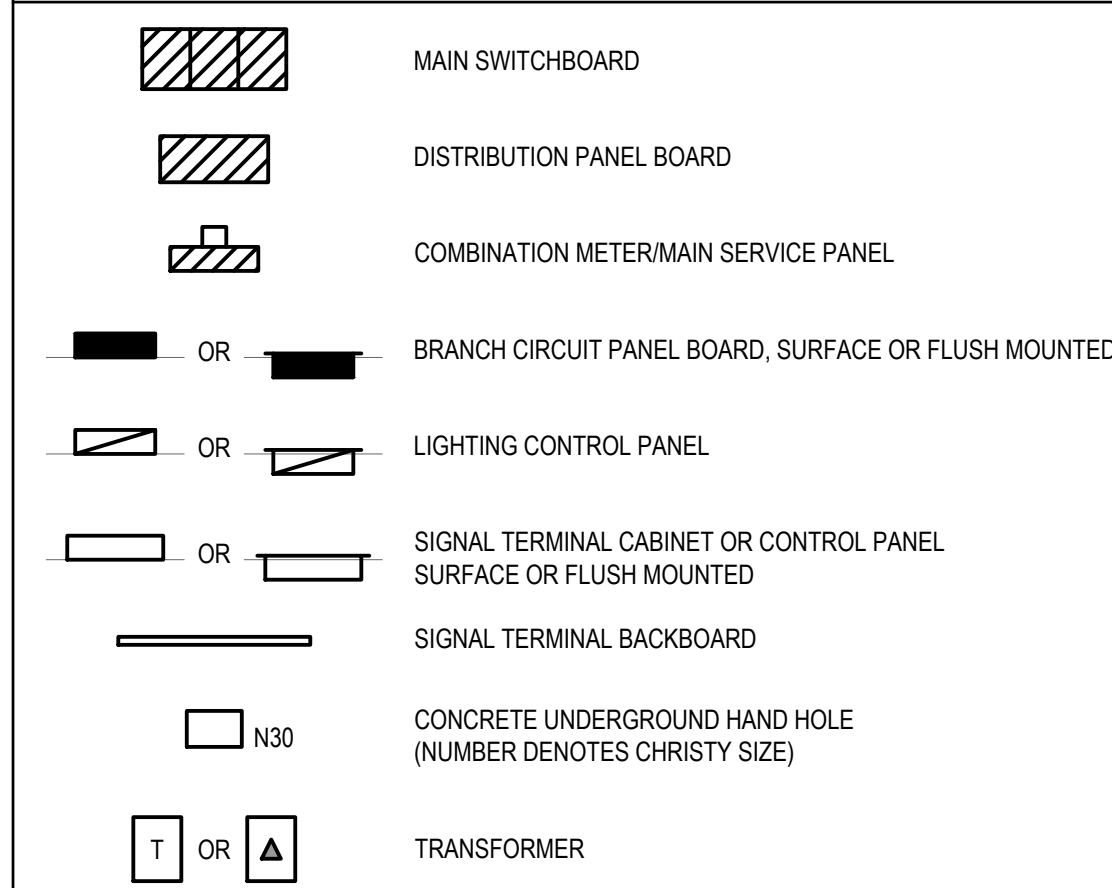 MAIN SWITCHBOARD
DISTRIBUTION PANEL BOARD
COMBINATION METER/MAIN SERVICE PANEL
OR BRANCH CIRCUIT PANEL BOARD, SURFACE OR FLUSH MOUNTED
OR LIGHTING CONTROL PANEL
OR SIGNAL TERMINAL CABINET OR CONTROL PANEL
SURFACE OR FLUSH MOUNTED
SIGNAL TERMINAL BACKBOARD
N30 CONCRETE UNDERGROUND HAND HOLE
(NUMBER DENOTES CHRISTY SIZE)
T OR TRANSFORMER